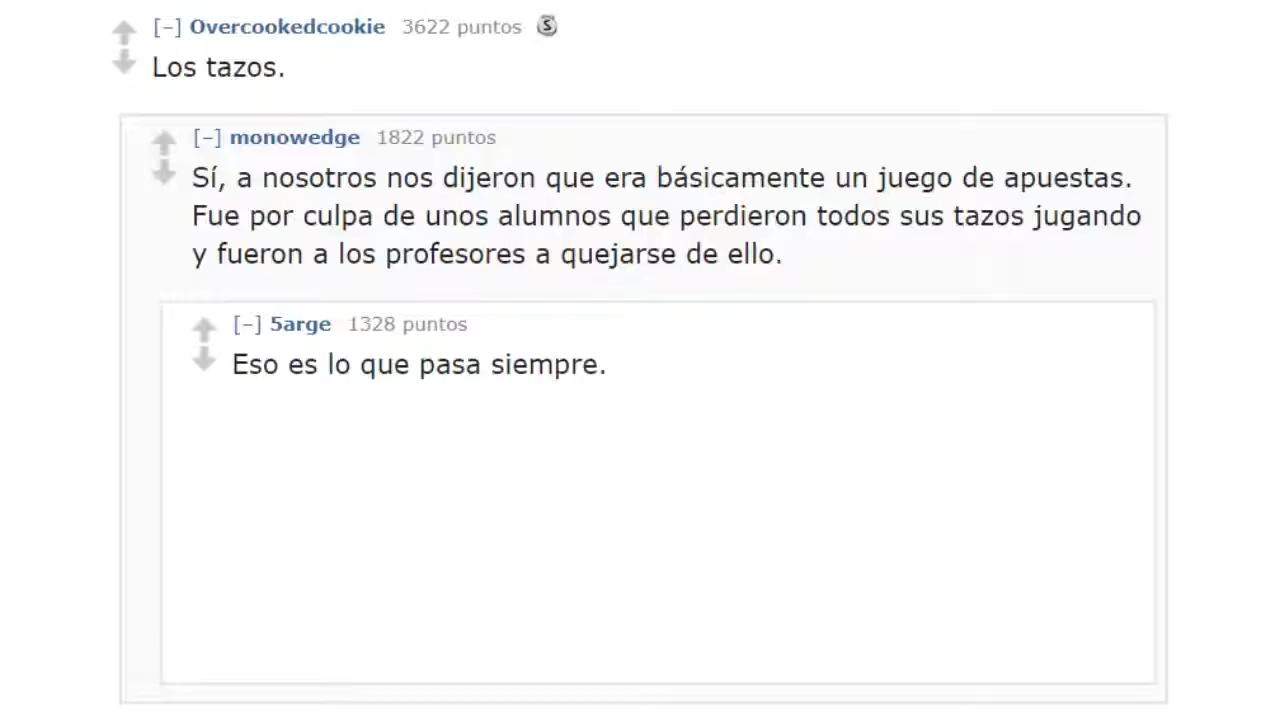 [–] Overcookedcookie 3622 puntos S
Los tazos.
[–] monowedge 1822 puntos
Sí, a nosotros nos dijeron que era básicamente un juego de apuestas.
Fue por culpa de unos alumnos que perdieron todos sus tazos jugando
y fueron a los profesores a quejarse de ello.
[–] 5arge 1328 puntos
Eso es lo que pasa siempre.